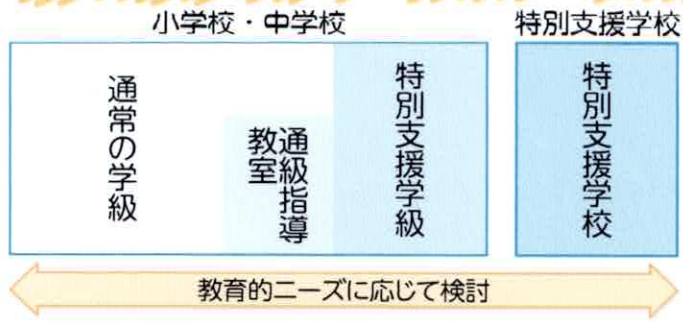 小学校・中学校
特別支援学校
通常の学級
通級指導
教室
特別支援学級
特別支援学校
教育的ニーズに応じて検討